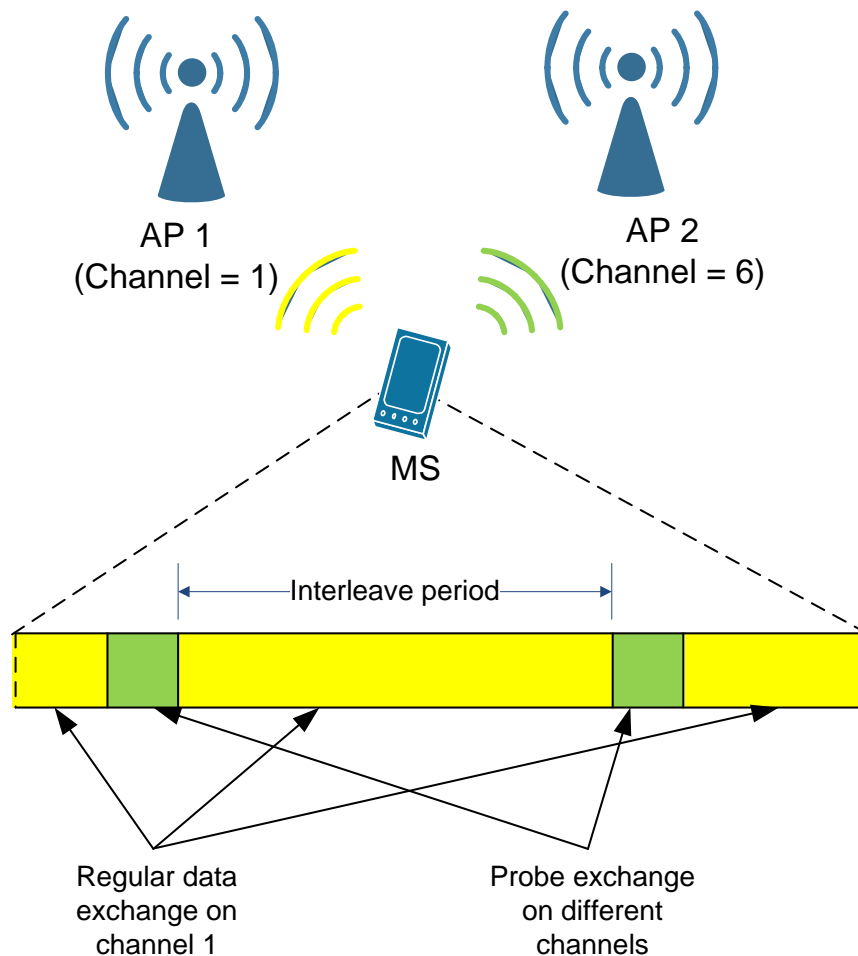 AP 1
(Channel = 1)
AP 2
(Channel = 6)
MS
Interleave period
Regular data
exchange on
channel 1
Probe exchange
on different
channels